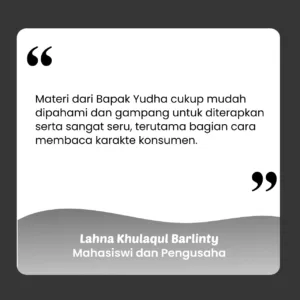 Materi dari Bapak Yudha cukup mudah
dipahami dan gampang untuk diterapkan
serta sangat seru, terutama bagian cara
membaca karakte konsumen.
Lahna Khulaqul Barlinty
Mahasiswi dan Pengusaha